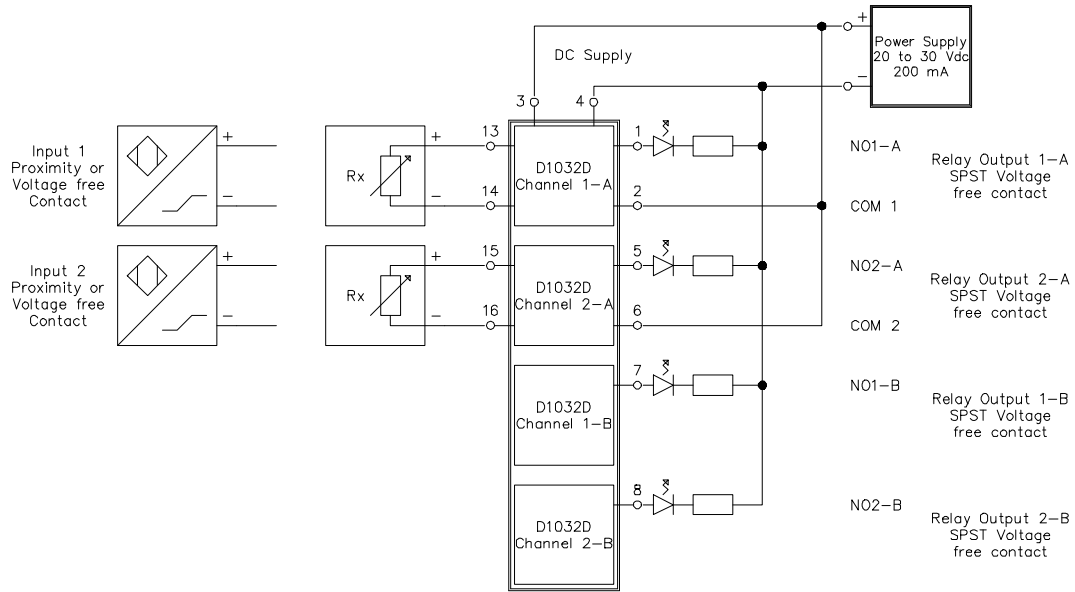 DC Supply
+
−
Power Supply
20 to 30 Vdc
200 mA
3
4
Input 1
Proximity or
Voltage free
Contact
+
−
Rx
+
−
13
14
D1032D
Channel 1−A
1
2
NO1−A
COM 1
Relay Output 1−A
SPST Voltage
free contact
Input 2
Proximity or
Voltage free
Contact
+
−
Rx
+
−
15
16
D1032D
Channel 2−A
5
6
NO2−A
COM 2
Relay Output 2−A
SPST Voltage
free contact
D1032D
Channel 1−B
7
NO1−B
Relay Output 1−B
SPST Voltage
free contact
D1032D
Channel 2−B
8
NO2−B
Relay Output 2−B
SPST Voltage
free contact